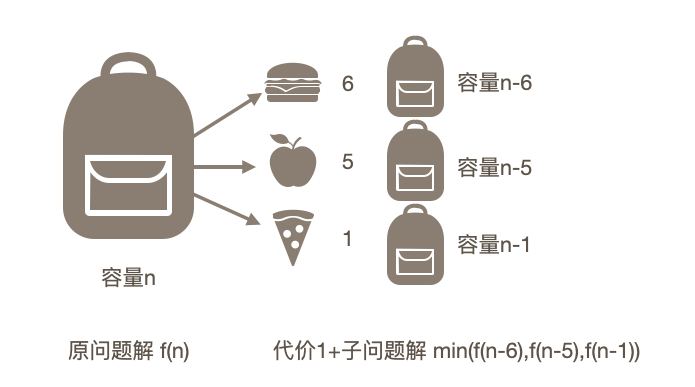 6 容量n-6
5 容量n-5
1 容量n-1
容量n
原问题解 f(n) 代价1+子问题解 min(f(n-6),f(n-5),f(n-1))